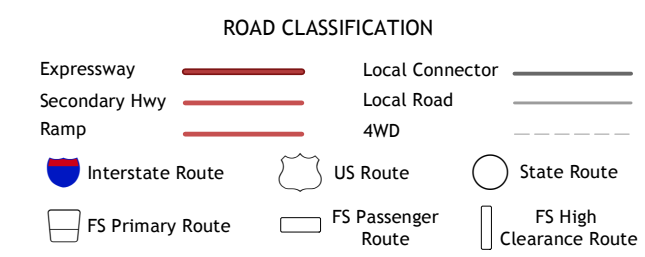 ROAD CLASSIFICATION
Expressway
Local Connector
Secondary Hwy
Local Road
Ramp
4WD
Interstate Route
US Route
State Route
FS Primary Route
FS Passenger
Route
FS High
Clearance Route